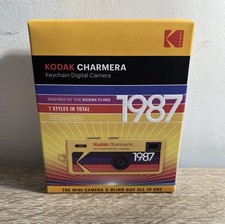 KODAK CHARMERA
Keychain Digital Camera
INSPIRED BY THE KODAK FLING
7 STYLES IN TOTAL
1987
Kodak Charmera
1987
THE MINI CAMERA & BLIND BOX ALL IN ONE